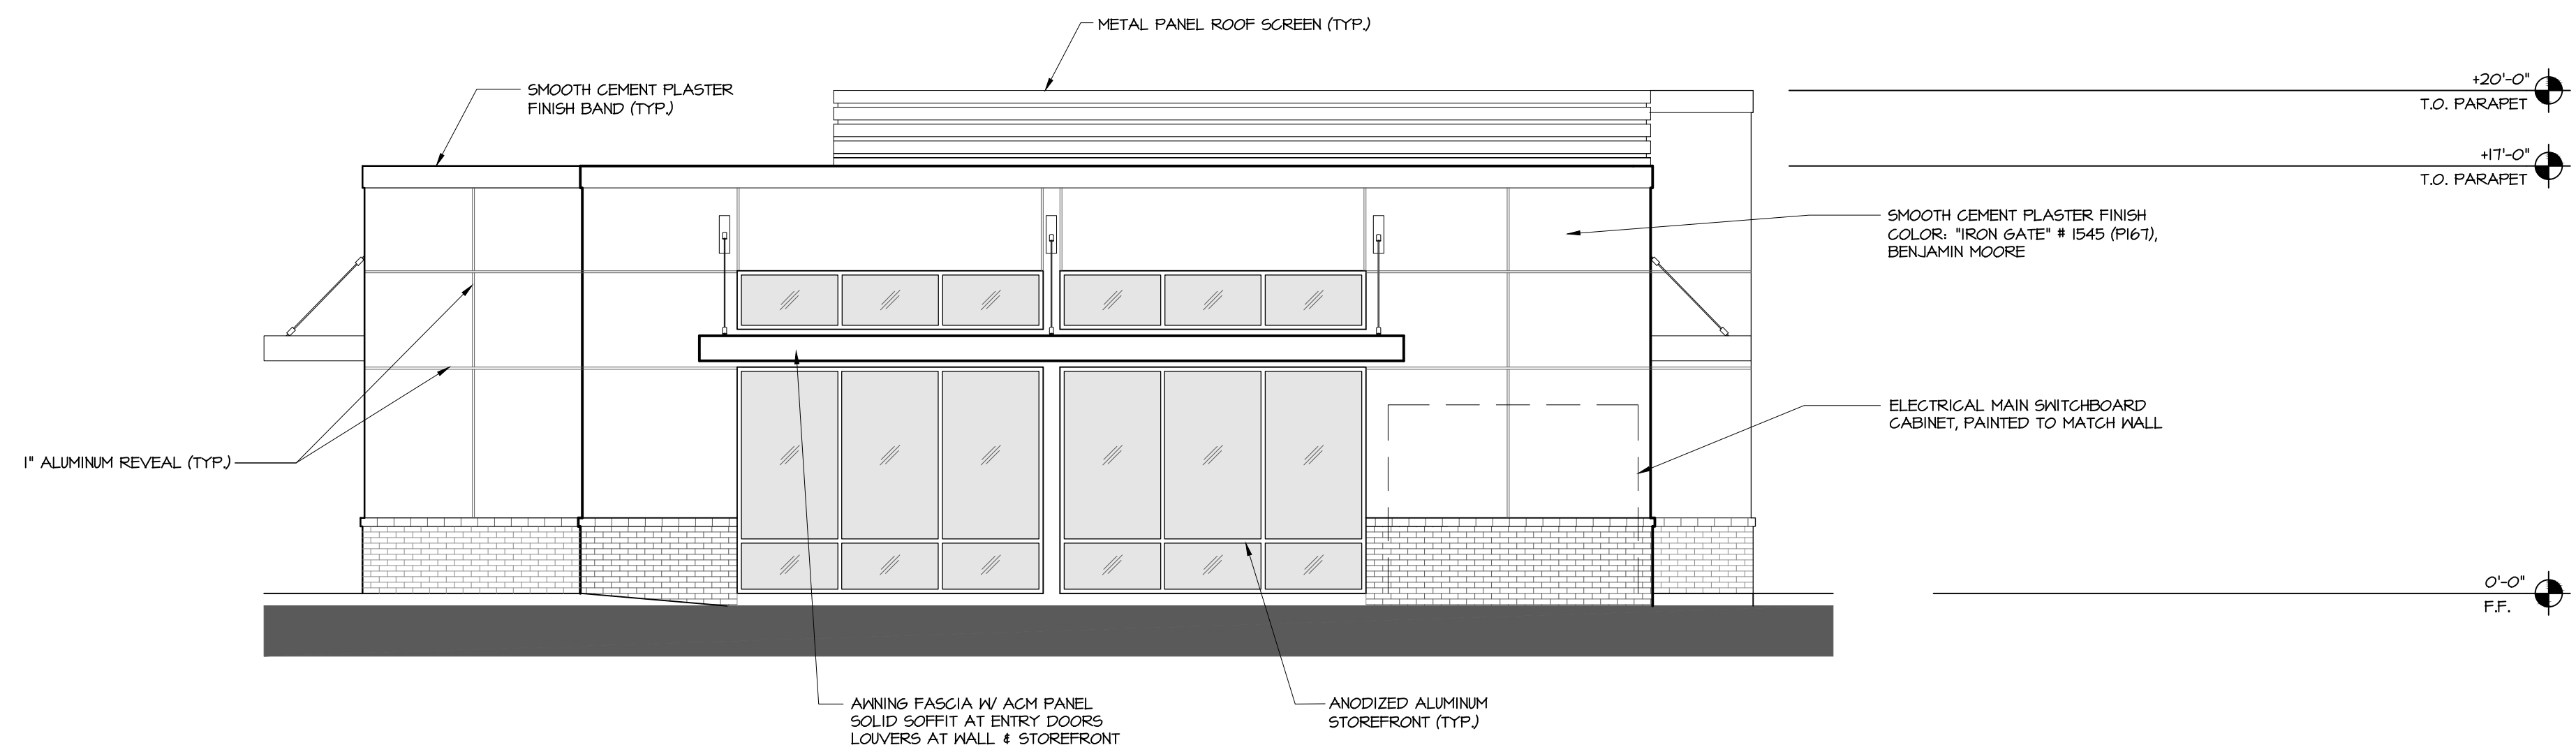 METAL PANEL ROOF SCREEN (TYP.)
SMOOTH CEMENT PLASTER
FINISH BAND (TYP.)
+20'-0"
T.O. PARAPET
+17'-0"
T.O. PARAPET
SMOOTH CEMENT PLASTER FINISH
COLOR: "IRON GATE" # 1545 (P167),
BENJAMIN MOORE
ELECTRICAL MAIN SWITCHBOARD
CABINET, PAINTED TO MATCH WALL
1" ALUMINUM REVEAL (TYP.)
0'-0"
F.F.
AWNING FASCIA W/ ACM PANEL
SOLID SOFFIT AT ENTRY DOORS
LOUVERS AT WALL & STOREFRONT
ANODIZED ALUMINUM
STOREFRONT (TYP.)